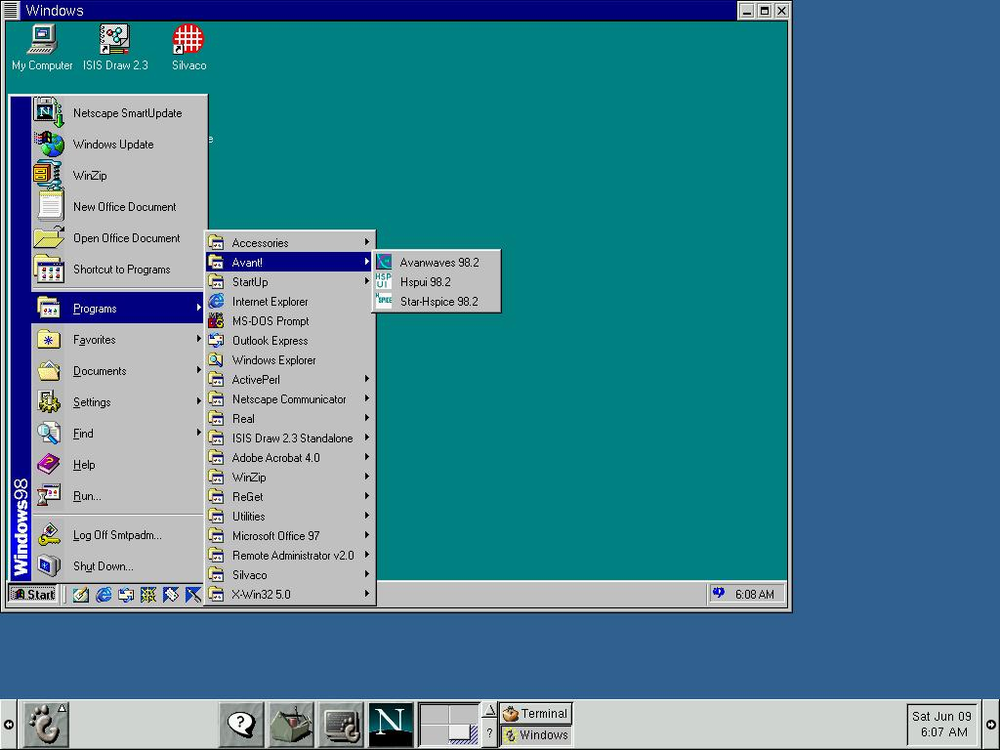 Windows
My Computer
ISIS Draw 2.3
Silvaco
Netscape SmartUpdate
Windows Update
WinZip
New Office Document
Open Office Document
Shortcut to Programs
Programs
Favorites
Documents
Settings
Find
Help
Run...
Log Off Smtpadm...
Shut Down...
Windows98
Accessories
Avant!
StartUp
Internet Explorer
MS-DOS Prompt
Outlook Express
Windows Explorer
ActivePerl
Netscape Communicator
Real
ISIS Draw 2.3 Standalone
Adobe Acrobat 4.0
WinZip
ReGet
Utilities
Microsoft Office 97
Remote Administrator v2.0
Silvaco
X-Win32 5.0
Avanwaves 98.2
HSP
UI
Hspui 98.2
Star-Hspice 98.2
Start
6:08 AM
N
?
Terminal
Windows
Sat Jun 09
6:07 AM